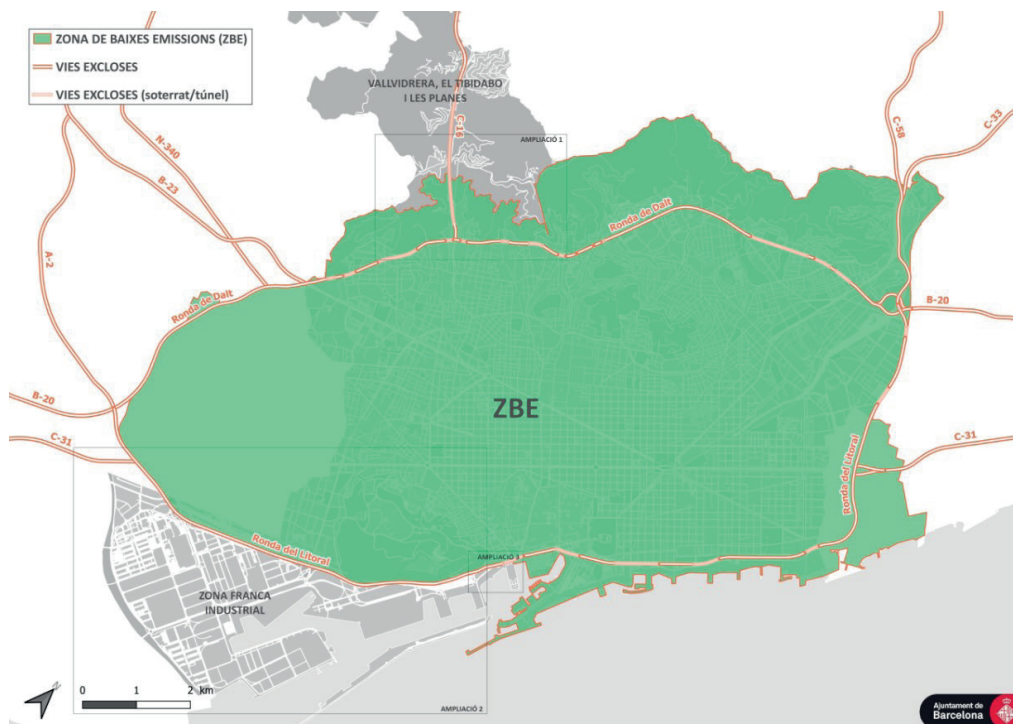 ZONA DE BAIXES EMISSIONS (ZBE)
VIES EXCLOSES
VIES EXCLOSES (soterrat/túnel)
VALLVIDRERA, EL TIBIDABO
I LES PLANES
C-16
AMPLIACIÓ 1
C-58
C-33
N-340
B-23
A-2
Ronda de Dalt
Ronda de Dalt
B-20
B-20
ZBE
C-31
C-31
Ronda del Litoral
Ronda del Litoral
AMPLIACIÓ 3
ZONA FRANCA
INDUSTRIAL
N
0 1 2 km
AMPLIACIÓ 2
Ajuntament de
Barcelona